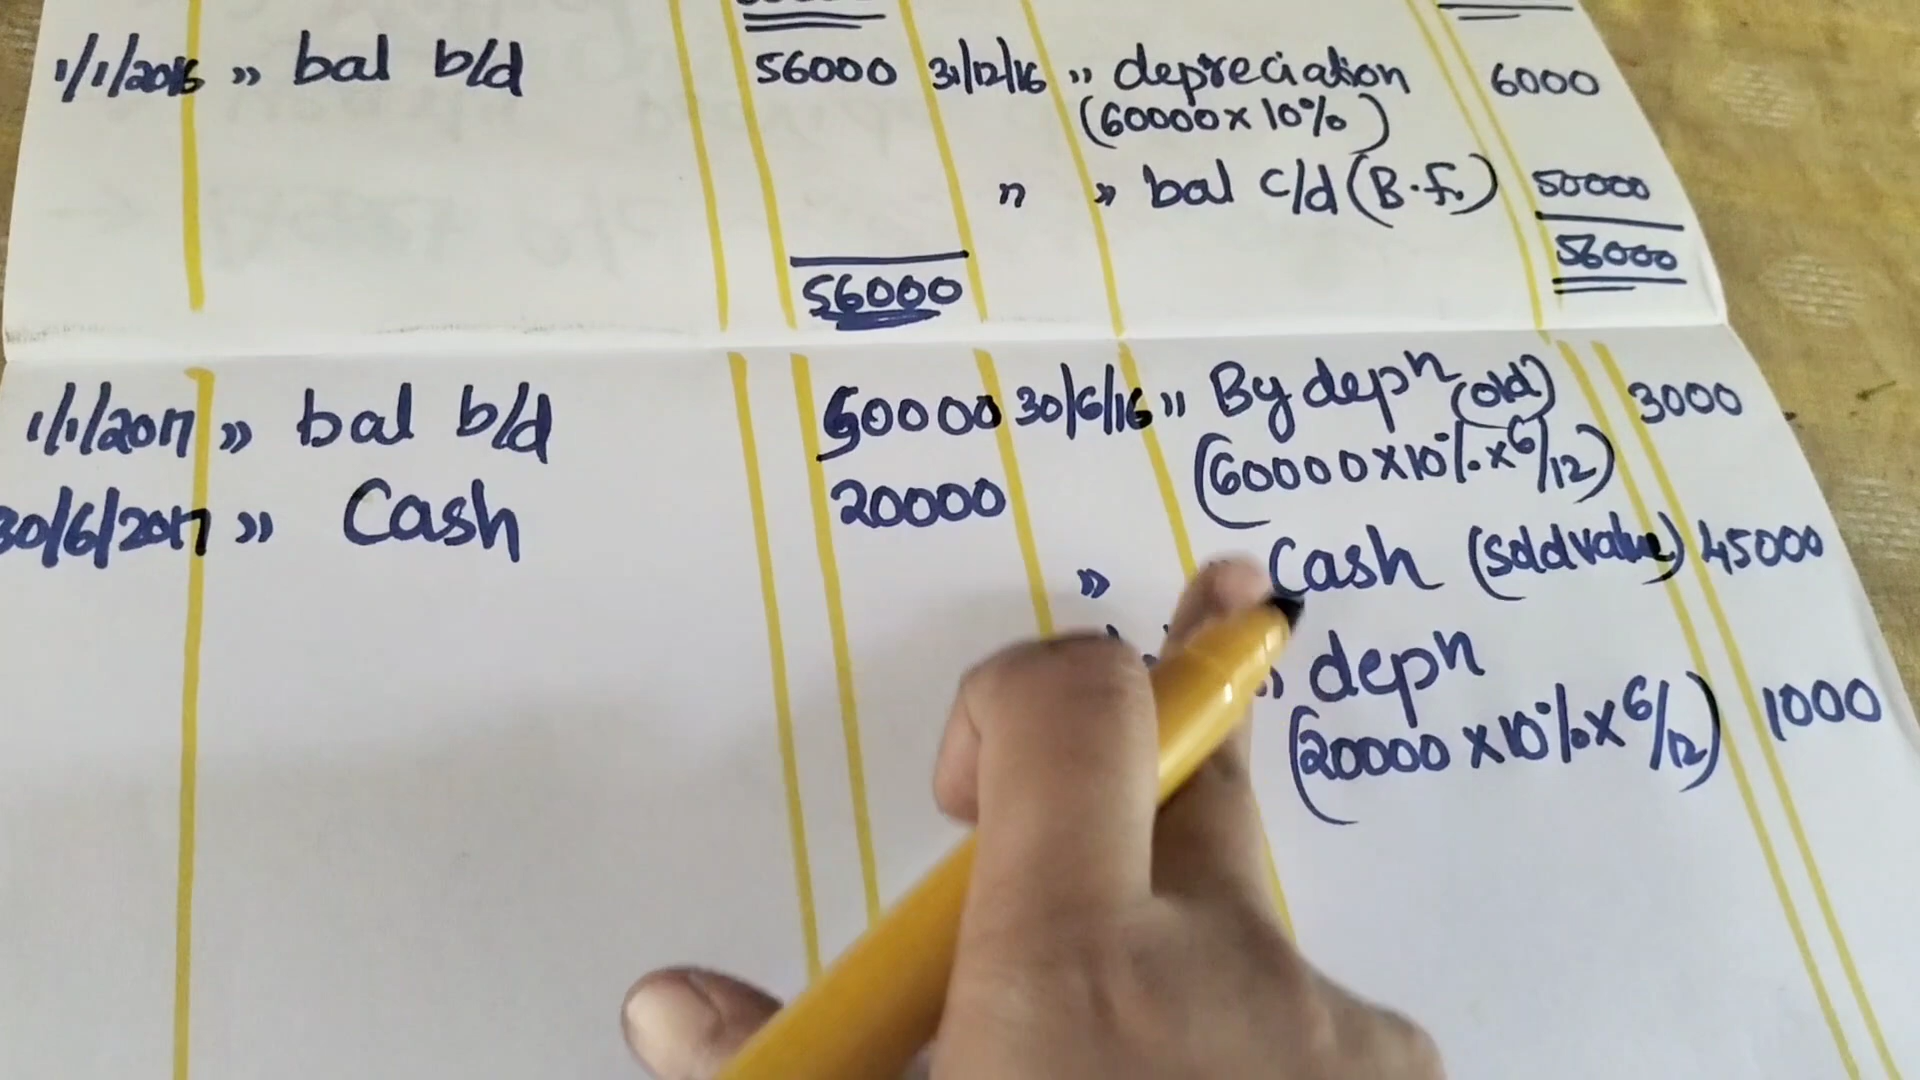 1/1/2016 " bal b/d 56000 31/12/16 " depreciation 6000
(60000 x 10%)
" " bal c/d (B.f.) 50000
56000 56000
1/1/2017 " bal b/d 50000 30/6/16 " By depn (old) 3000
(60000 x 10% x 6/12)
30/6/2017 " Cash 20000
" Cash (sold value) 45000
depn
(20000 x 10% x 6/12) 1000